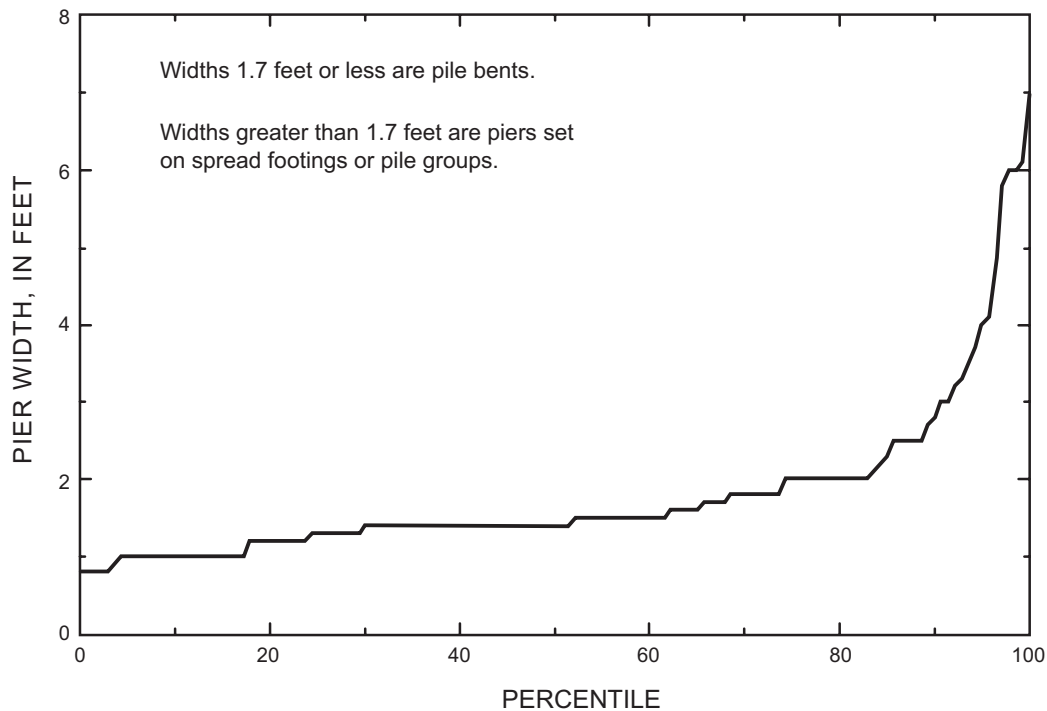 8
Widths 1.7 feet or less are pile bents.
Widths greater than 1.7 feet are piers set
on spread footings or pile groups.
6
4
2
0
PIER WIDTH, IN FEET
0 20 40 60 80 100
PERCENTILE